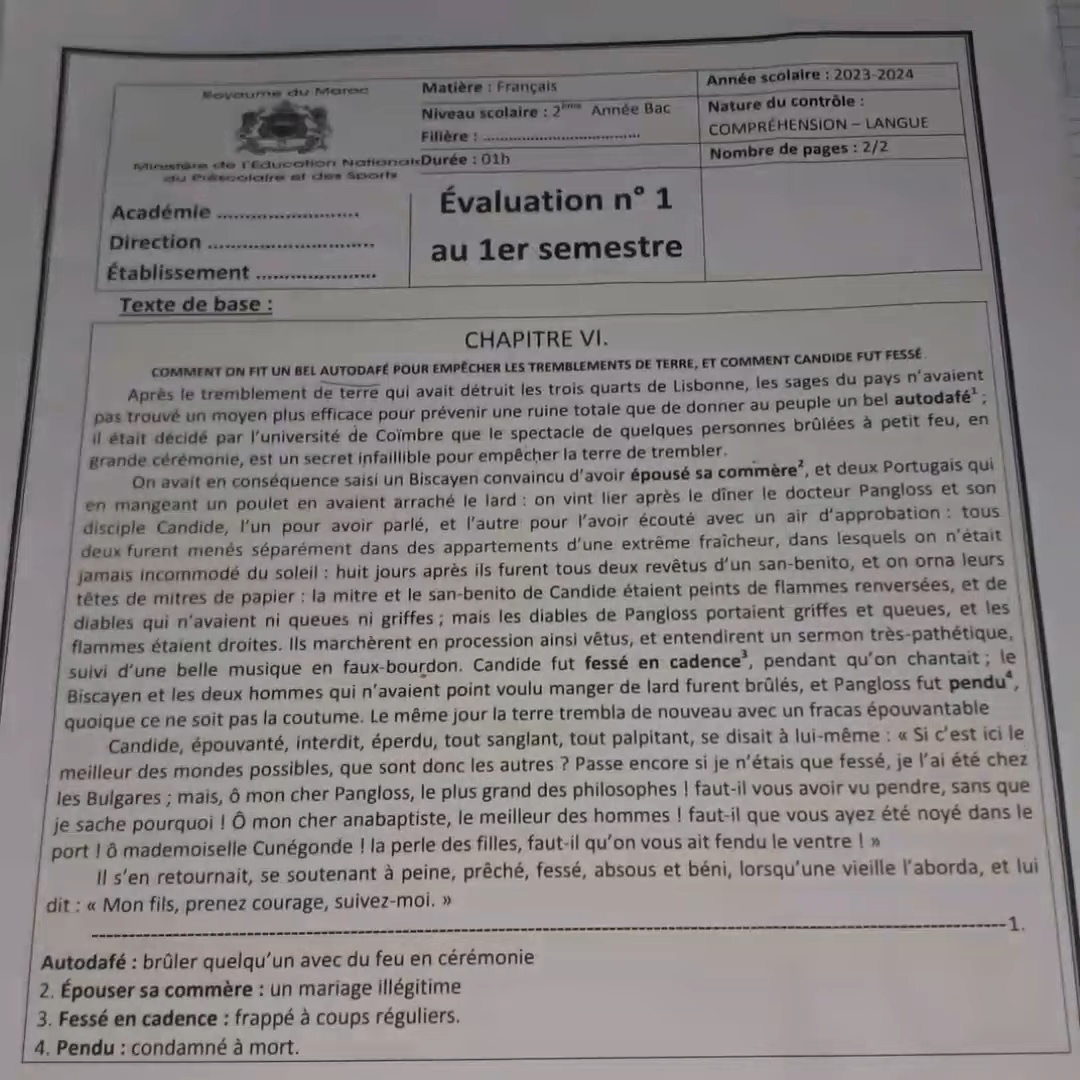 Royaume du Maroc
Ministère de l'Éducation Nationale
du Préscolaire et des Sports
Académie ..........................
Direction ..............................
Établissement .....................
Matière : Français
Niveau scolaire : 2ème Année Bac
Filière : ................................
Durée : 01h
Évaluation n° 1
au 1er semestre
Année scolaire : 2023-2024
Nature du contrôle :
COMPRÉHENSION – LANGUE
Nombre de pages : 2/2
Texte de base :
CHAPITRE VI.
COMMENT ON FIT UN BEL AUTODAFÉ POUR EMPÊCHER LES TREMBLEMENTS DE TERRE, ET COMMENT CANDIDE FUT FESSÉ.
Après le tremblement de terre qui avait détruit les trois quarts de Lisbonne, les sages du pays n'avaient
pas trouvé un moyen plus efficace pour prévenir une ruine totale que de donner au peuple un bel autodafé¹ ;
il était décidé par l'université de Coïmbre que le spectacle de quelques personnes brûlées à petit feu, en
grande cérémonie, est un secret infaillible pour empêcher la terre de trembler.
On avait en conséquence saisi un Biscayen convaincu d'avoir épousé sa commère², et deux Portugais qui
en mangeant un poulet en avaient arraché le lard : on vint lier après le dîner le docteur Pangloss et son
disciple Candide, l'un pour avoir parlé, et l'autre pour l'avoir écouté avec un air d'approbation : tous
deux furent menés séparément dans des appartements d'une extrême fraîcheur, dans lesquels on n'était
jamais incommodé du soleil : huit jours après ils furent tous deux revêtus d'un san-benito, et on orna leurs
têtes de mitres de papier : la mitre et le san-benito de Candide étaient peints de flammes renversées, et de
diables qui n'avaient ni queues ni griffes ; mais les diables de Pangloss portaient griffes et queues, et les
flammes étaient droites. Ils marchèrent en procession ainsi vêtus, et entendirent un sermon très-pathétique,
suivi d'une belle musique en faux-bourdon. Candide fut fessé en cadence³, pendant qu'on chantait ; le
Biscayen et les deux hommes qui n'avaient point voulu manger de lard furent brûlés, et Pangloss fut pendu⁴,
quoique ce ne soit pas la coutume. Le même jour la terre trembla de nouveau avec un fracas épouvantable
Candide, épouvanté, interdit, éperdu, tout sanglant, tout palpitant, se disait à lui-même : « Si c'est ici le
meilleur des mondes possibles, que sont donc les autres ? Passe encore si je n'étais que fessé, je l'ai été chez
les Bulgares ; mais, ô mon cher Pangloss, le plus grand des philosophes ! faut-il vous avoir vu pendre, sans que
je sache pourquoi ! Ô mon cher anabaptiste, le meilleur des hommes ! faut-il que vous ayez été noyé dans le
port ! ô mademoiselle Cunégonde ! la perle des filles, faut-il qu'on vous ait fendu le ventre ! »
Il s'en retournait, se soutenant à peine, prêché, fessé, absous et béni, lorsqu'une vieille l'aborda, et lui
dit : « Mon fils, prenez courage, suivez-moi. »
--------------------------------------------------------------------------------1.
Autodafé : brûler quelqu'un avec du feu en cérémonie
2. Épouser sa commère : un mariage illégitime
3. Fessé en cadence : frappé à coups réguliers.
4. Pendu : condamné à mort.